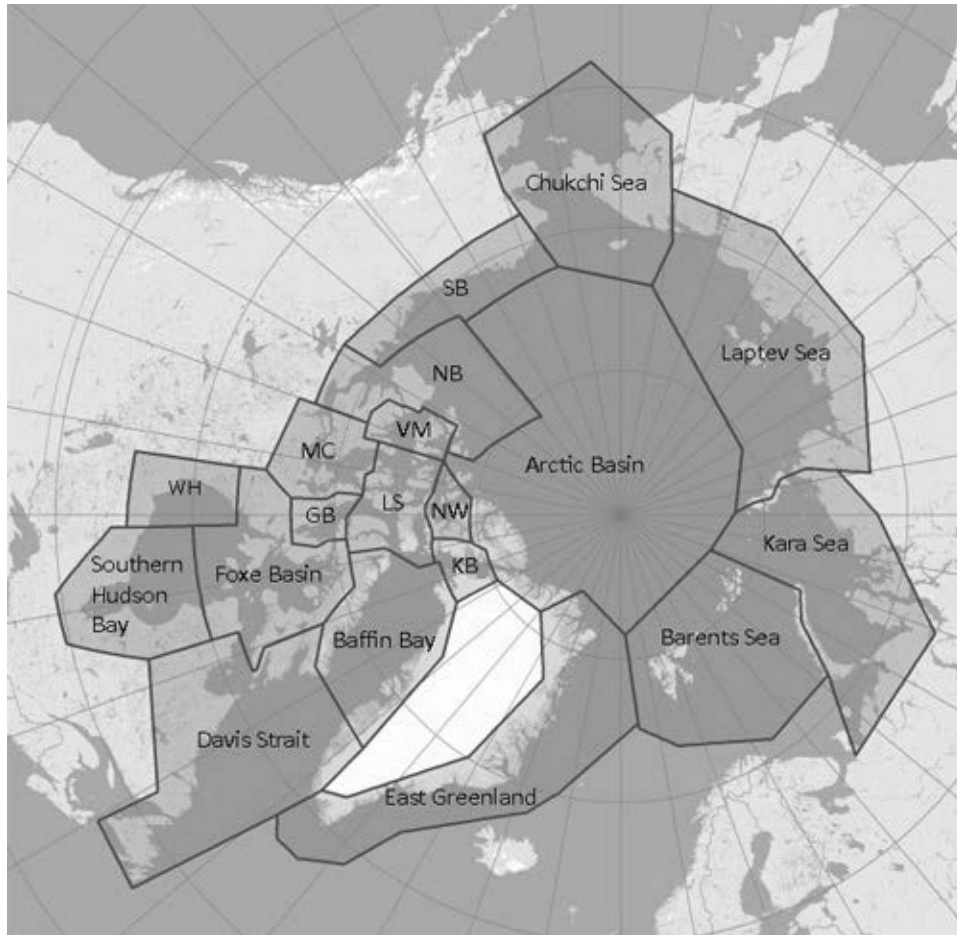 Chukchi Sea
SB
Laptev Sea
NB
VM
MC
Arctic Basin
WH
LS
GB
NW
Kara Sea
KB
Southern
Hudson
Bay
Foxe Basin
Baffin Bay
Barents Sea
Davis Strait
East Greenland